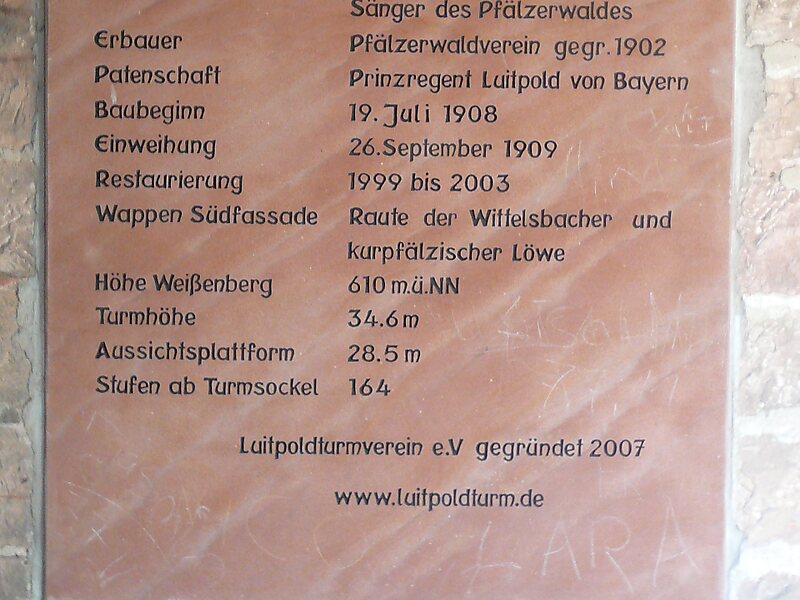 Sänger des Pfälzerwaldes
Erbauer Pfälzerwaldverein gegr. 1902
Patenschaft Prinzregent Luitpold von Bayern
Baubeginn 19. Juli 1908
Einweihung 26. September 1909
Restaurierung 1999 bis 2003
Wappen Südfassade Raute der Wittelsbacher und
kurpfälzischer Löwe
Höhe Weißenberg 610 m.ü.NN
Turmhöhe 34.6 m
Aussichtsplattform 28.5 m
Stufen ab Turmsockel 164
Luitpoldturmverein e.V gegründet 2007
www.luitpoldturm.de